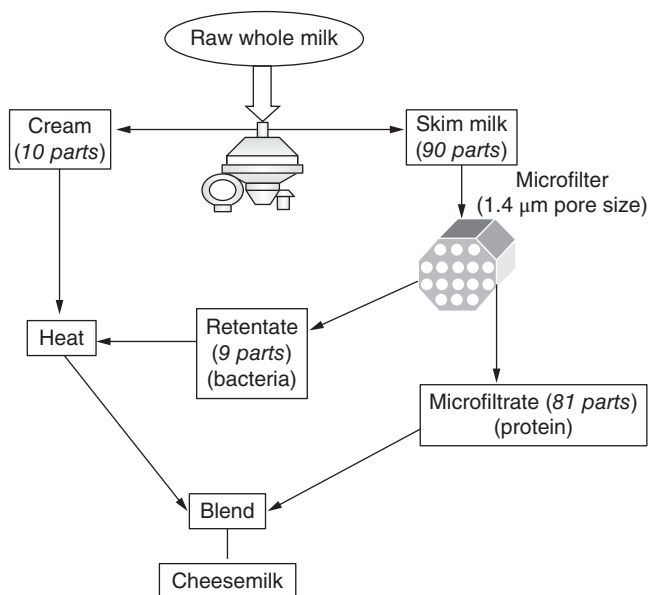 Raw whole milk
Cream
(10 parts)
Skim milk
(90 parts)
Microfilter
(1.4 μm pore size)
Heat
Retentate
(9 parts)
(bacteria)
Microfiltrate (81 parts)
(protein)
Blend
Cheesemilk